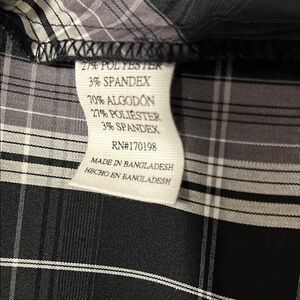 27% POLYESTER
3% SPANDEX
70% ALGODÓN
27% POLIÉSTER
3% SPANDEX
RN#170198
MADE IN BANGLADESH
HECHO EN BANGLADESH